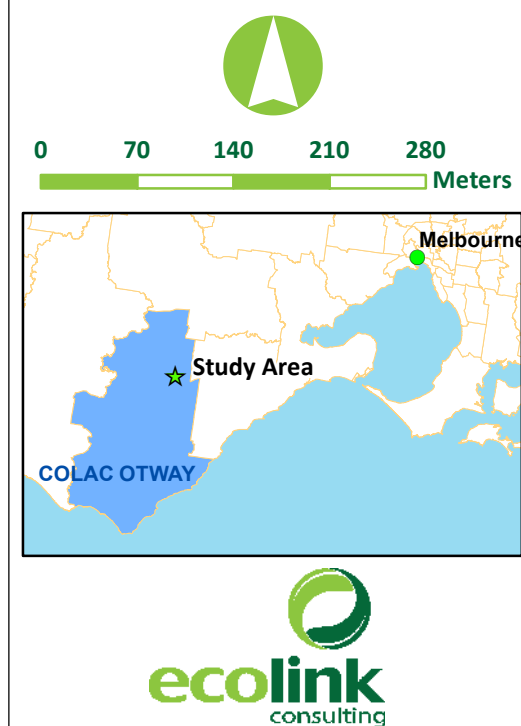 0 70 140 210 280
Meters
Melbourne
Study Area
COLAC OTWAY
ecolink
consulting